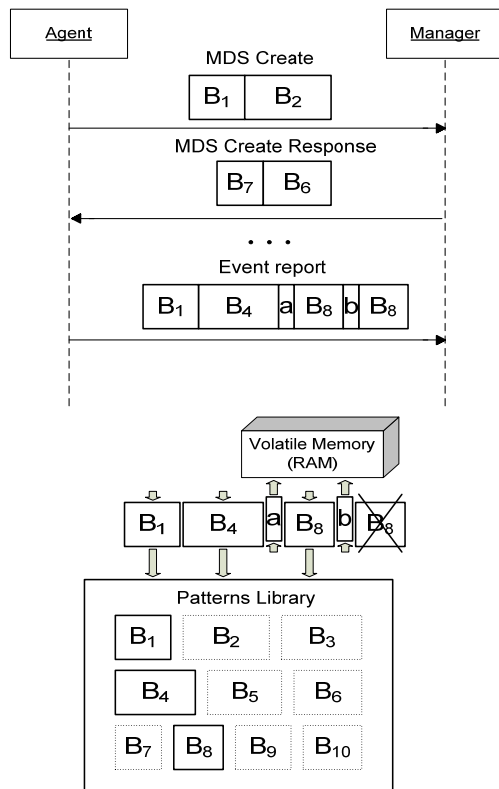 Agent Manager
MDS Create
B₁ B₂
MDS Create Response
B₇ B₆
. . .
Event report
B₁ B₄ a B₈ b B₈
Volatile Memory
(RAM)
B₁ B₄ a B₈ b B₈
Patterns Library
B₁ B₂ B₃
B₄ B₅ B₆
B₇ B₈ B₉ B₁₀